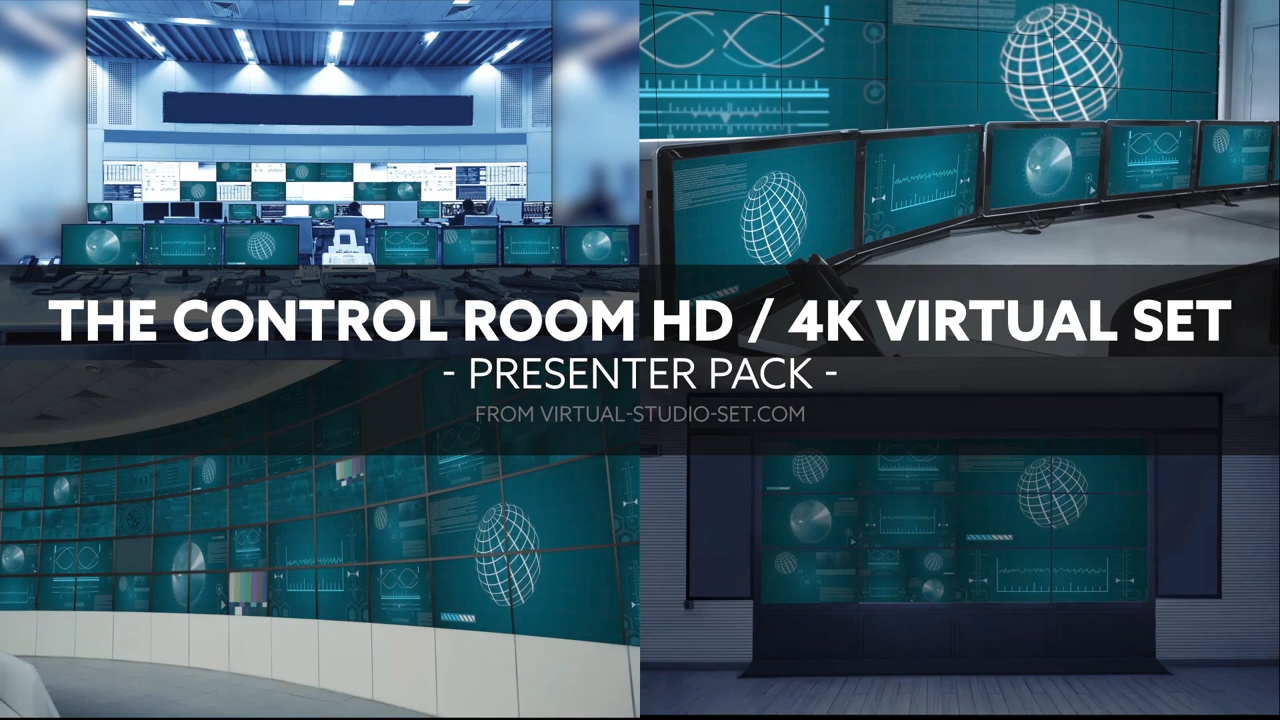 THE CONTROL ROOM HD / 4K VIRTUAL SET
- PRESENTER PACK -
FROM VIRTUAL-STUDIO-SET.COM